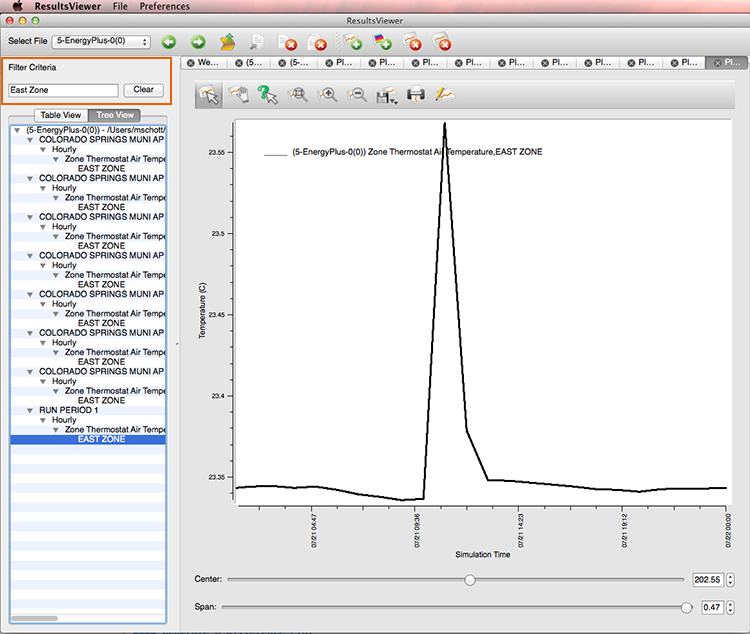 ResultsViewer File Preferences
ResultsViewer
Select File 5-EnergyPlus-0(0)
Filter Criteria
East Zone Clear
We... (5... (5-... Pl... Pl... Pl... Pl... Pl... Pl... Pl... Pl... Pl... Pl...
Table View Tree View
(5-EnergyPlus-0(0)) - /Users/mschott/
COLORADO SPRINGS MUNI AP
Hourly
Zone Thermostat Air Tempe
EAST ZONE
COLORADO SPRINGS MUNI AP
Hourly
Zone Thermostat Air Tempe
EAST ZONE
COLORADO SPRINGS MUNI AP
Hourly
Zone Thermostat Air Tempe
EAST ZONE
COLORADO SPRINGS MUNI AP
Hourly
Zone Thermostat Air Tempe
EAST ZONE
COLORADO SPRINGS MUNI AP
Hourly
Zone Thermostat Air Tempe
EAST ZONE
COLORADO SPRINGS MUNI AP
Hourly
Zone Thermostat Air Tempe
EAST ZONE
COLORADO SPRINGS MUNI AP
Hourly
Zone Thermostat Air Tempe
EAST ZONE
RUN PERIOD 1
Hourly
Zone Thermostat Air Tempe
EAST ZONE
(5-EnergyPlus-0(0)) Zone Thermostat Air Temperature,EAST ZONE
23.55
23.5
23.45
23.4
23.35
Temperature (C)
07/21 04:47
07/21 09:36
07/21 14:23
07/21 19:12
07/22 00:00
Simulation Time
Center: 202.55
Span: 0.47